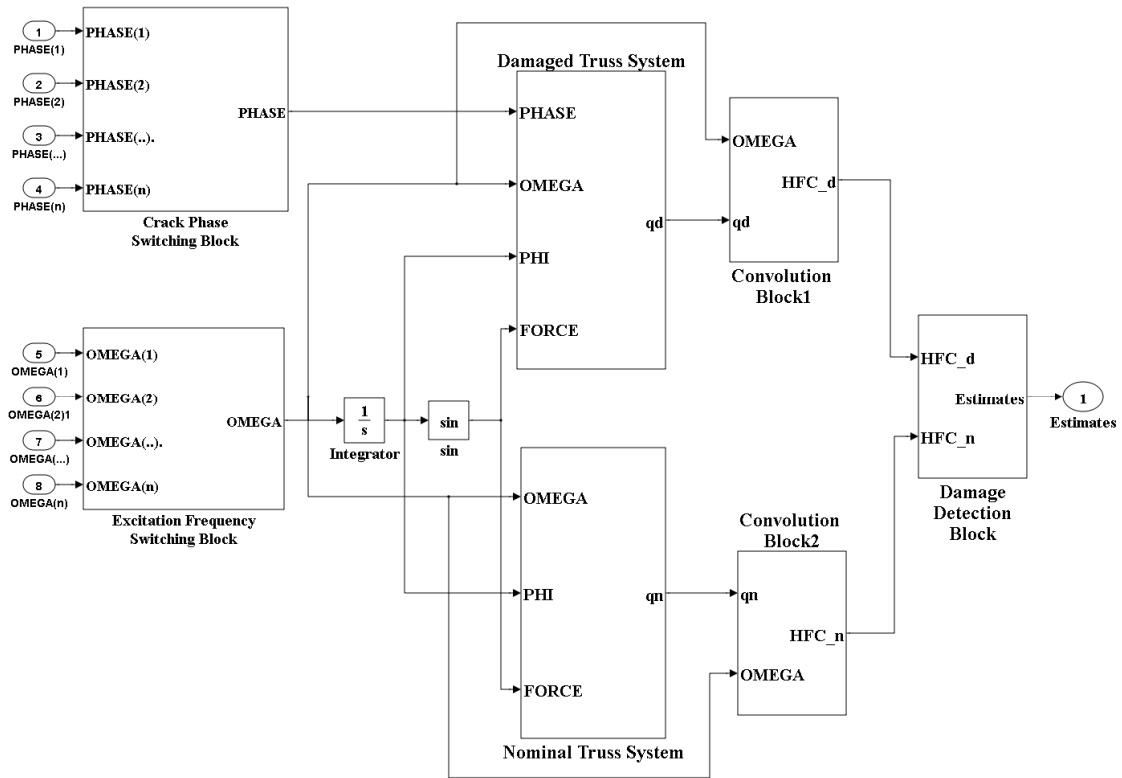 1
PHASE(1)
2
PHASE(2)
3
PHASE(...)
4
PHASE(n)
PHASE(1)
PHASE(2)
PHASE(..).
PHASE(n)
PHASE
Crack Phase
Switching Block
5
OMEGA(1)
6
OMEGA(2)1
7
OMEGA(...)
8
OMEGA(n)
OMEGA(1)
OMEGA(2)
OMEGA(..).
OMEGA(n)
OMEGA
Excitation Frequency
Switching Block
1
s
Integrator
sin
sin
Damaged Truss System
PHASE
OMEGA
PHI
FORCE
qd
OMEGA
PHI
FORCE
qn
Nominal Truss System
OMEGA
qd
HFC_d
Convolution
Block1
Convolution
Block2
qn
HFC_n
OMEGA
HFC_d
Estimates
HFC_n
Damage
Detection
Block
1
Estimates